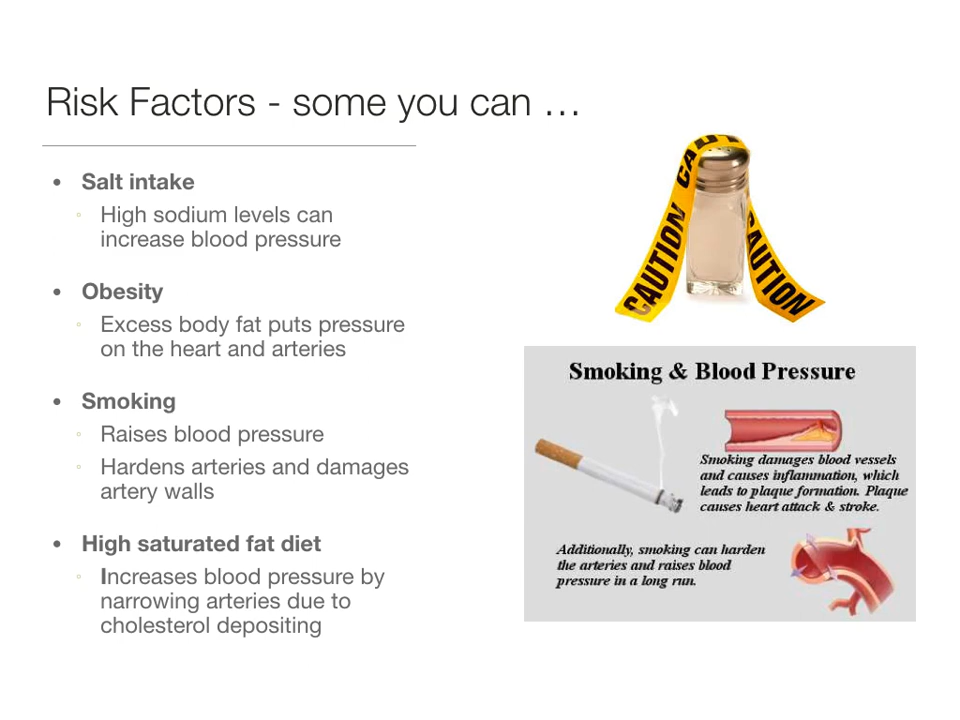 Risk Factors - some you can …
• Salt intake
◦ High sodium levels can
increase blood pressure
• Obesity
◦ Excess body fat puts pressure
on the heart and arteries
• Smoking
◦ Raises blood pressure
◦ Hardens arteries and damages
artery walls
• High saturated fat diet
◦ Increases blood pressure by
narrowing arteries due to
cholesterol depositing
CAUTION CAU
CAUTION
Smoking & Blood Pressure
Smoking damages blood vessels
and causes inflammation, which
leads to plaque formation. Plaque
causes heart attack & stroke.
Additionally, smoking can harden
the arteries and raises blood
pressure in a long run.